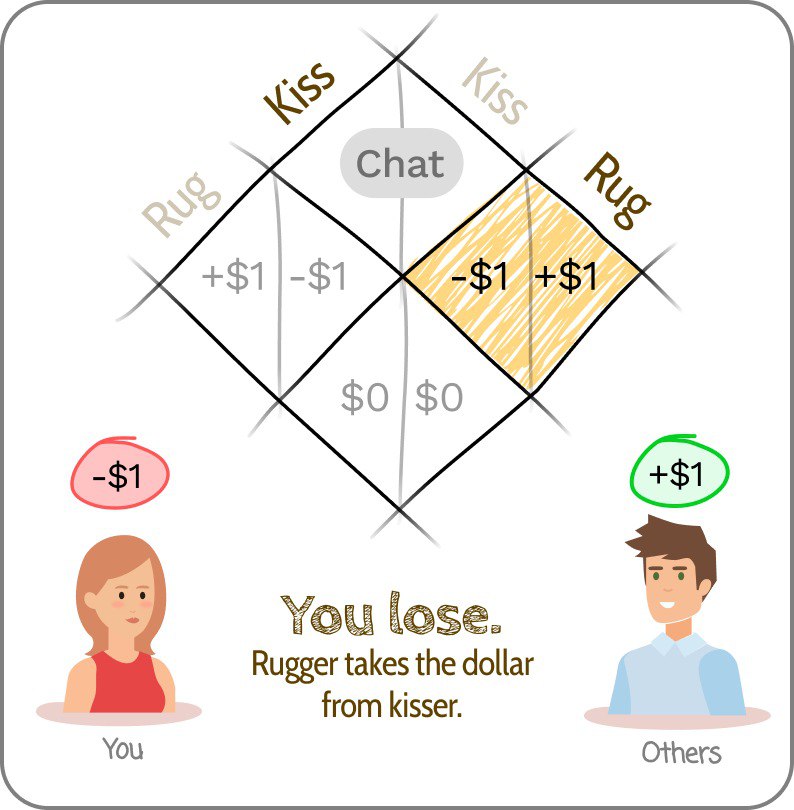 Kiss
Kiss
Chat
Rug
Rug
+$1 -$1
-$1 +$1
$0 $0
-$1
+$1
You lose.
Rugger takes the dollar
from kisser.
You
Others